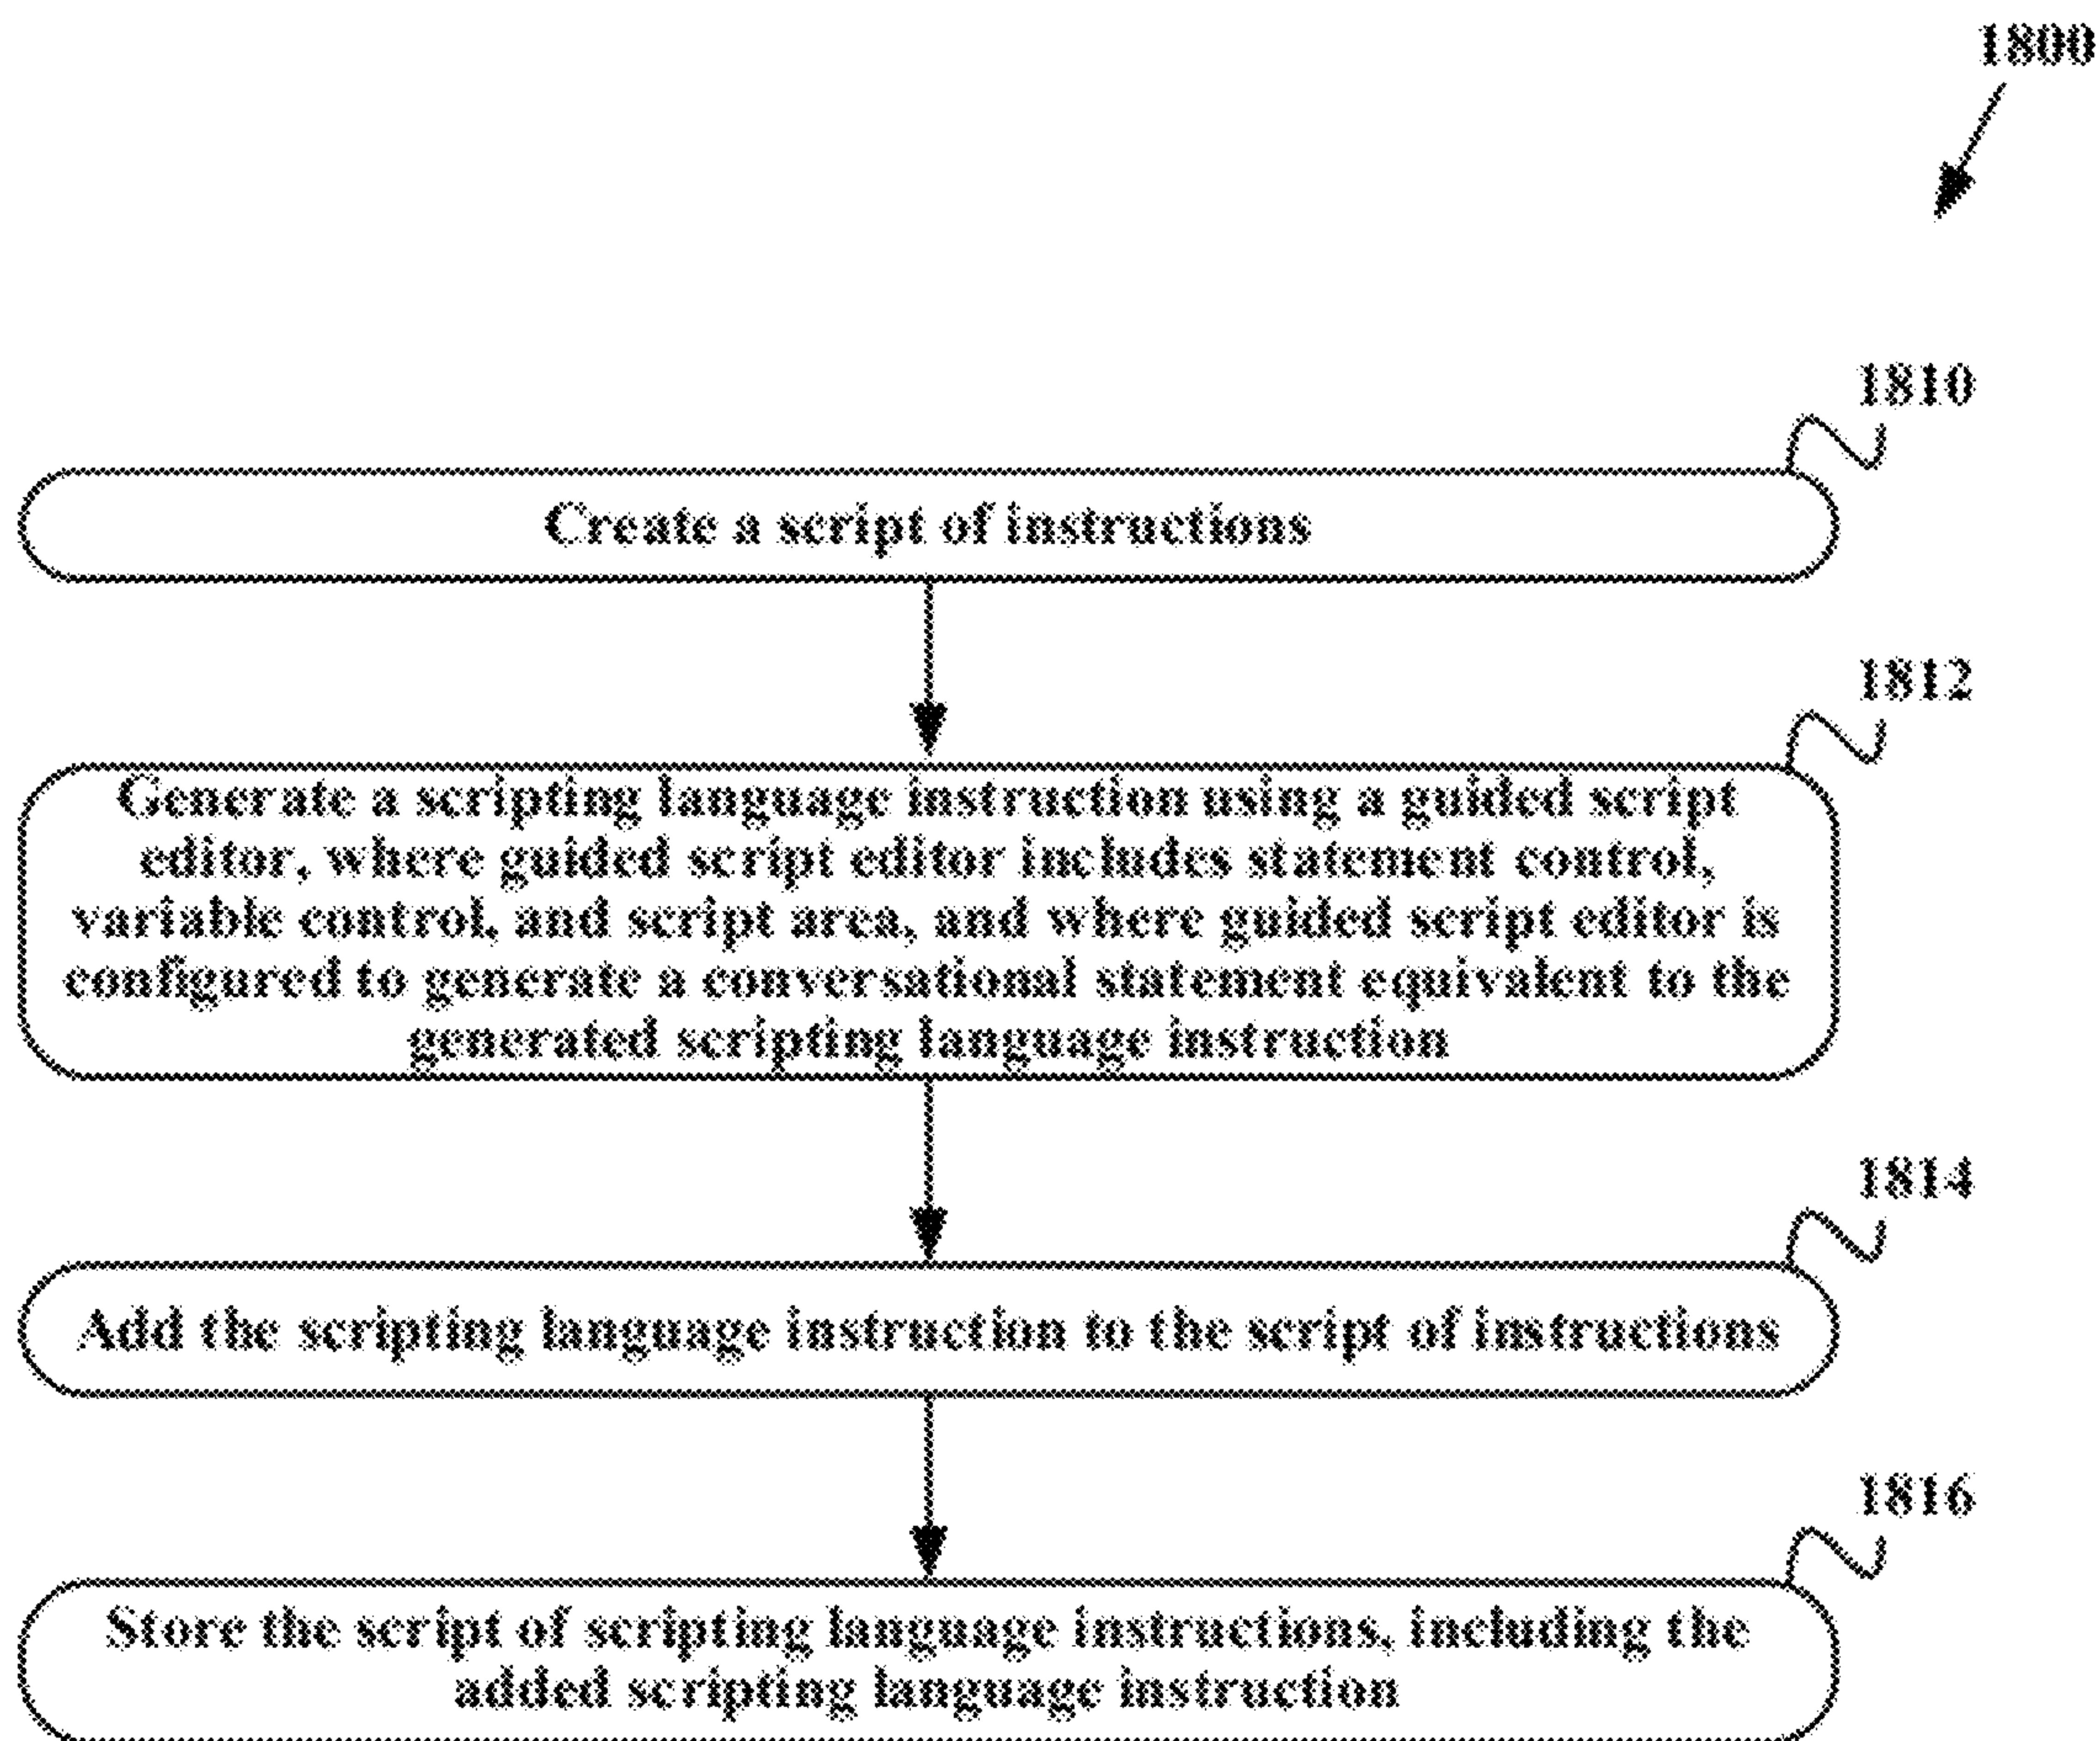 1800
1810
Create a script of instructions
1812
Generate a scripting language instruction using a guided script
editor, where guided script editor includes statement control,
variable control, and script area, and where guided script editor is
configured to generate a conversational statement equivalent to the
generated scripting language instruction
1814
Add the scripting language instruction to the script of instructions
1816
Store the script of scripting language instructions, including the
added scripting language instruction